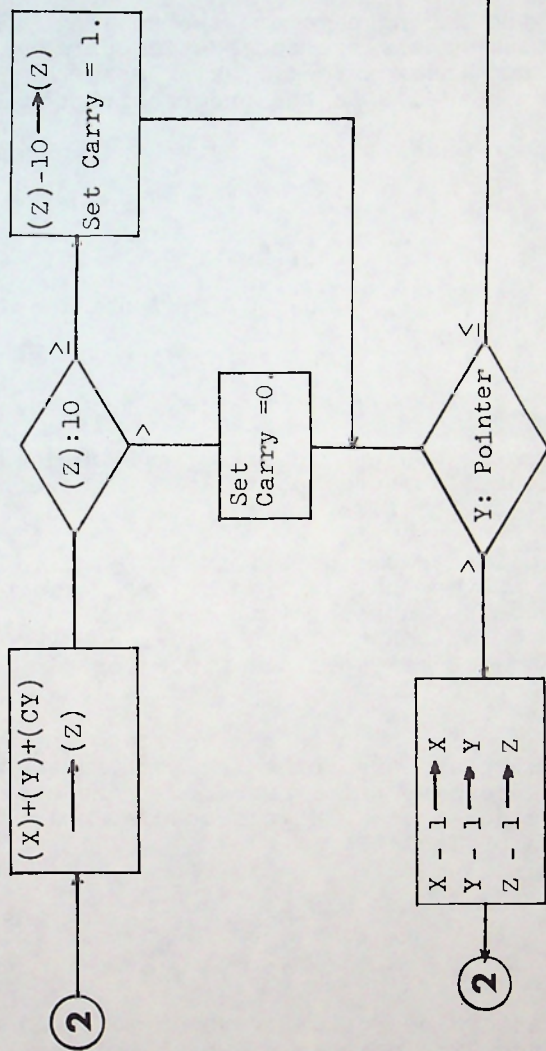 2
(X)+(Y)+(CY)
→ (Z)
(Z):10
≥
(Z)-10→(Z)
Set Carry = 1.
>
Set
Carry =0.
Y: Pointer
>
≤
X - 1 → X
Y - 1 → Y
Z - 1 → Z
2